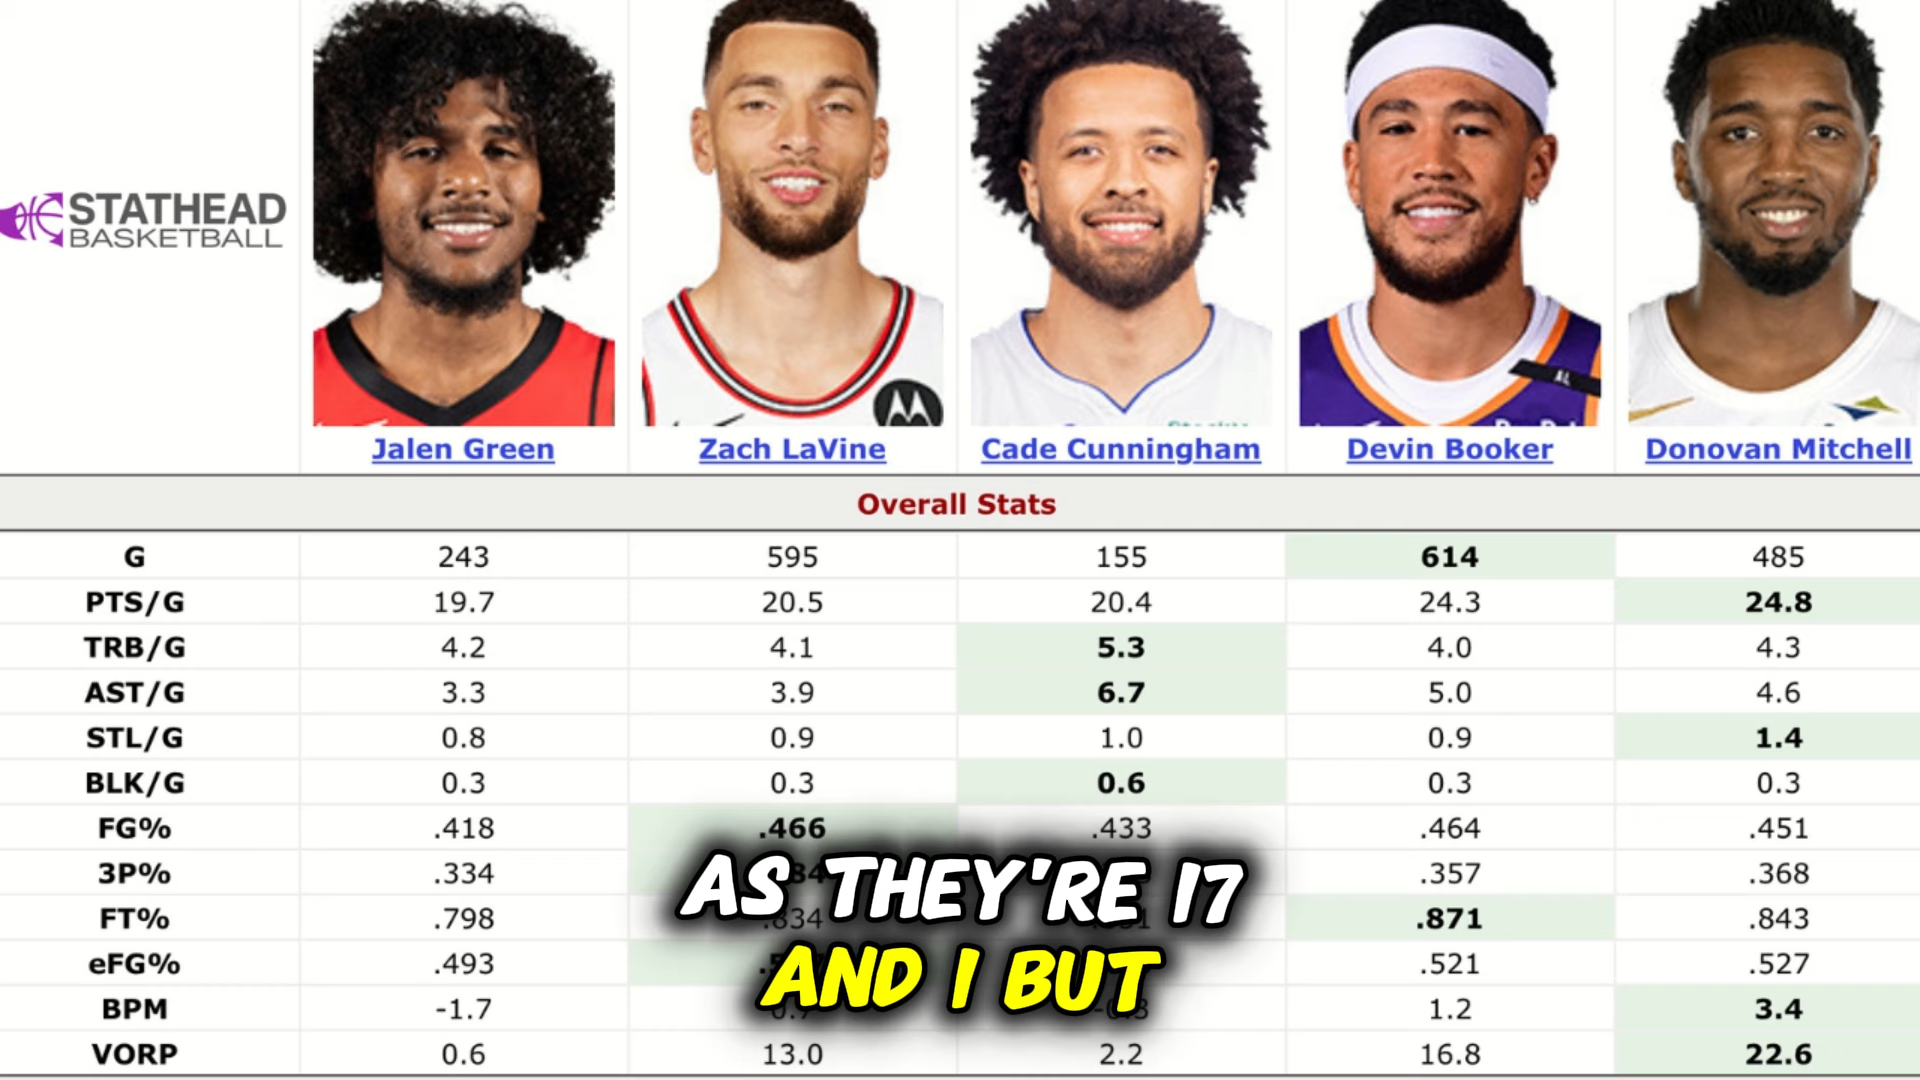 STATHEAD
BASKETBALL
Jalen Green Zach LaVine Cade Cunningham Devin Booker Donovan Mitchell
Overall Stats
G 243 595 155 614 485
PTS/G 19.7 20.5 20.4 24.3 24.8
TRB/G 4.2 4.1 5.3 4.0 4.3
AST/G 3.3 3.9 6.7 5.0 4.6
STL/G 0.8 0.9 1.0 0.9 1.4
BLK/G 0.3 0.3 0.6 0.3 0.3
FG% .418 .466 .433 .464 .451
3P% .334 .357 .368
AS THEY'RE 17
FT% .798 .834 .871 .843
eFG% .493 .521 .527
AND I BUT
BPM -1.7 1.2 3.4
VORP 0.6 13.0 2.2 16.8 22.6